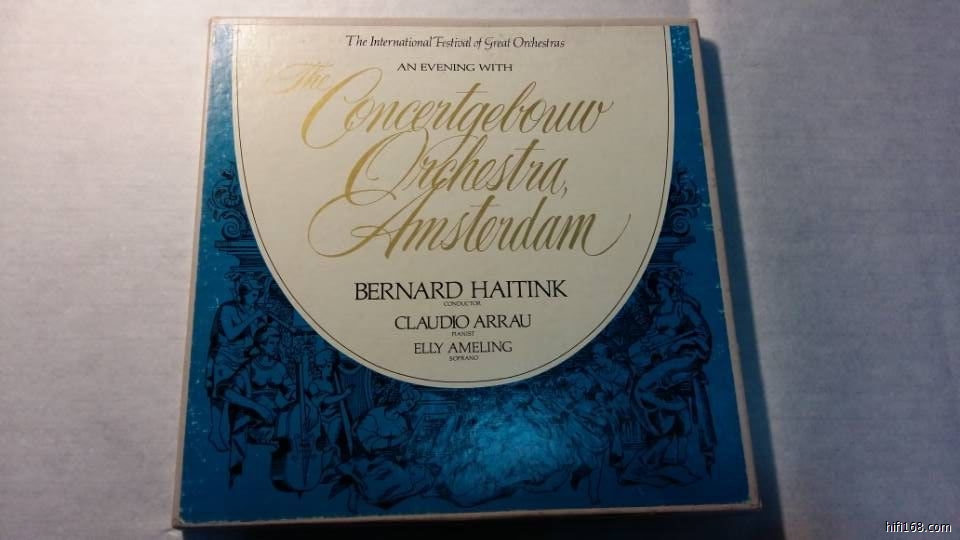 The International Festival of Great Orchestras
AN EVENING WITH
The
Concertgebouw
Orchestra,
Amsterdam
BERNARD HAITINK
CONDUCTOR
CLAUDIO ARRAU
PIANIST
ELLY AMELING
SOPRANO
hifi168.com